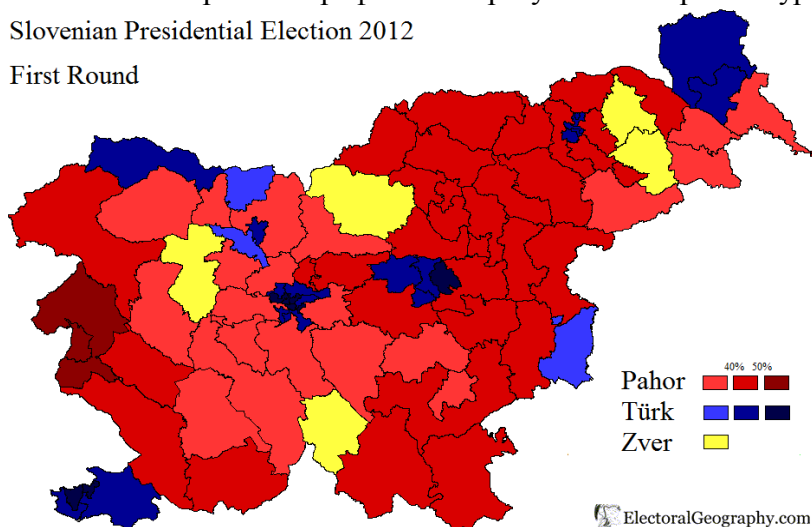 Slovenian Presidential Election 2012
First Round
40% 50%
Pahor
Türk
Zver
ElectoralGeography.com